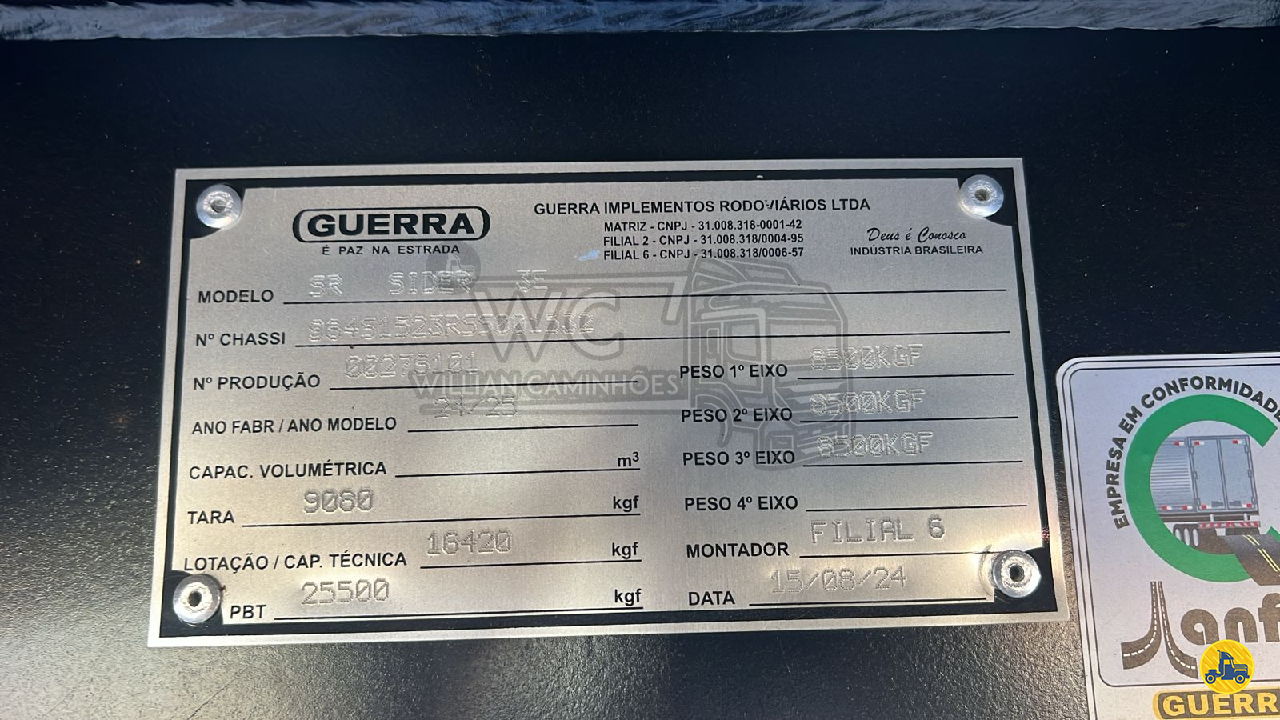 GUERRA
É PAZ NA ESTRADA
GUERRA IMPLEMENTOS RODOVIÁRIOS LTDA
MATRIZ - CNPJ - 31.008.318-0001-42
FILIAL 2 - CNPJ - 31.008.318/0004-95
FILIAL 6 - CNPJ - 31.008.318/0006-57
Deus é Conosco
INDÚSTRIA BRASILEIRA
MODELO SR SIDER 3E
Nº CHASSI
Nº PRODUÇÃO 00276101
ANO FABR / ANO MODELO 24/25
CAPAC. VOLUMÉTRICA m³
TARA 9080 kgf
LOTAÇÃO / CAP. TÉCNICA 16420 kgf
PBT 25500 kgf
PESO 1º EIXO 8500KGF
PESO 2º EIXO 8500KGF
PESO 3º EIXO 8500KGF
PESO 4º EIXO
MONTADOR FILIAL 6
DATA 15/08/24
WC
WILLIAN CAMINHÕES
EMPRESA EM CONFORMIDADE
GUERR